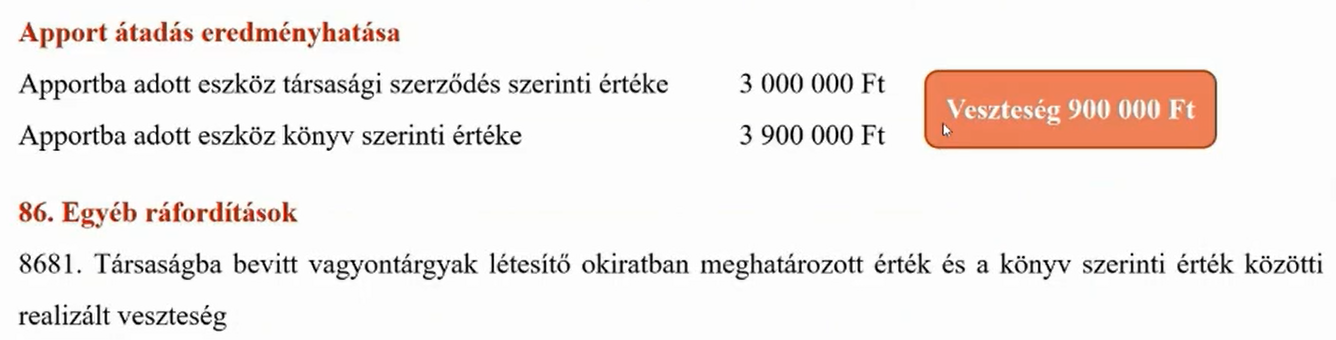 Apport átadás eredményhatása
Apportba adott eszköz társasági szerződés szerinti értéke 3 000 000 Ft
Veszteség 900 000 Ft
Apportba adott eszköz könyv szerinti értéke 3 900 000 Ft
86. Egyéb ráfordítások
8681. Társaságba bevitt vagyontárgyak létesítő okiratban meghatározott érték és a könyv szerinti érték közötti
realizált veszteség